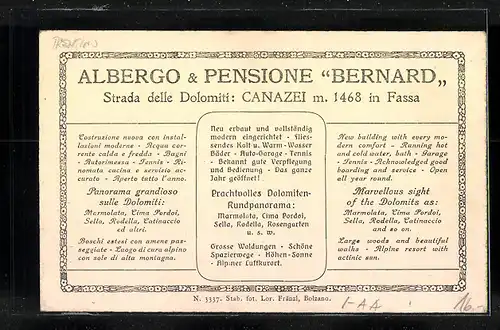 ALBERGO & PENSIONE "BERNARD„
Strada delle Dolomiti: CANAZEI m. 1468 in Fassa
Costruzione nuova con instal-
lazioni moderne - Acqua cor-
rente calda e fredda - Bagni
- Autorimessa - Tennis - Ri-
nomata cucina e servizio ac-
curato - Aperto tutto l'anno.
Panorama grandioso
sulle Dolomiti:
Marmolata, Cima Pordoi,
Sella, Rodella, Catinaccio
ed altri.
Boschi estesi con amene pas-
seggiate - Luogo di cura alpino
con sole di alta montagna.
Neu erbaut und vollständig
modern eingerichtet - flies-
sendes Kalt u. Warm-Wasser
Bäder - Auto-Garage - Tennis
- Bekannt gute Verpflegung
und Bedienung - Das ganze
Jahr geöffnet!
Prachtvolles Dolomiten-
Rundpanorama:
Marmolata, Cima Pordoi,
Sella, Rodella, Rosengarten
u. s. w.
Grosse Waldungen - Schöne
Spazierwege - Höhen-Sonne
- Alpiner Luftkurort.
New building with every mo-
dern comfort - Running hot
and cold water, bath - Garage
- Tennis - Acknowledged good
boarding and service - Open
all year round.
Marvellous sight
of the Dolomits as:
Marmolata, Cima Pordoi,
Sella, Rodella, Catinaccio
and so on.
Large woods and beautiful
walks - Alpine resort with
actinic sun.
N. 3337. Stab. fot. Lor. Fränzl, Bolzano.
16.-